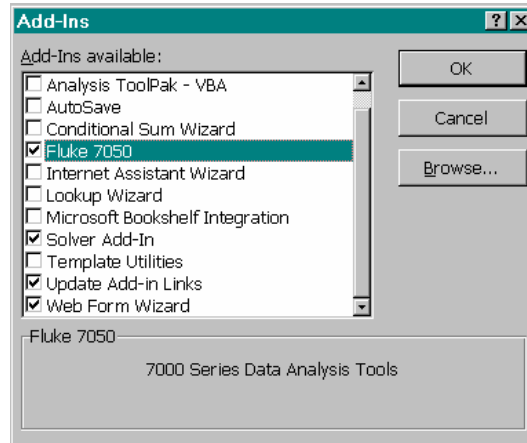 Add-Ins
Add-Ins available:
Analysis ToolPak - VBA
AutoSave
Conditional Sum Wizard
Fluke 7050
Internet Assistant Wizard
Lookup Wizard
Microsoft Bookshelf Integration
Solver Add-In
Template Utilities
Update Add-in Links
Web Form Wizard
OK
Cancel
Browse...
Fluke 7050
7000 Series Data Analysis Tools